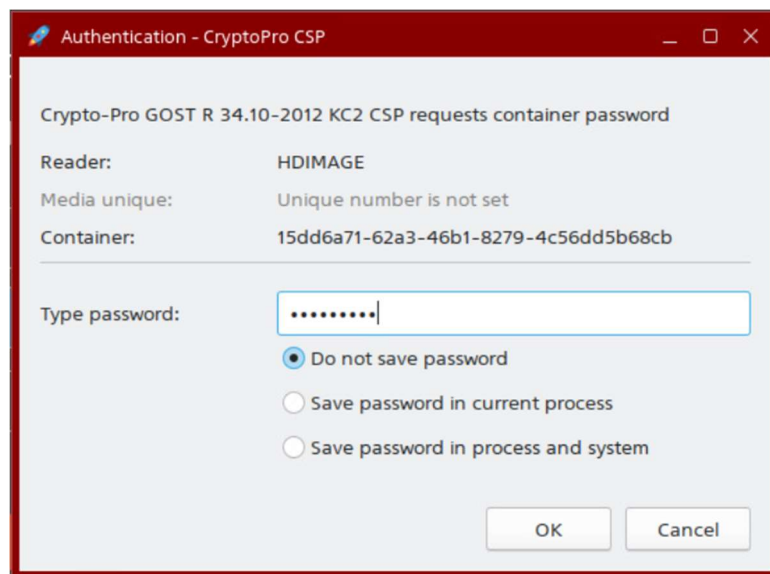 Authentication - CryptoPro CSP
Crypto-Pro GOST R 34.10-2012 KC2 CSP requests container password
Reader: HDIMAGE
Media unique: Unique number is not set
Container: 15dd6a71-62a3-46b1-8279-4c56dd5b68cb
Type password: •••••••••
Do not save password
Save password in current process
Save password in process and system
OK Cancel